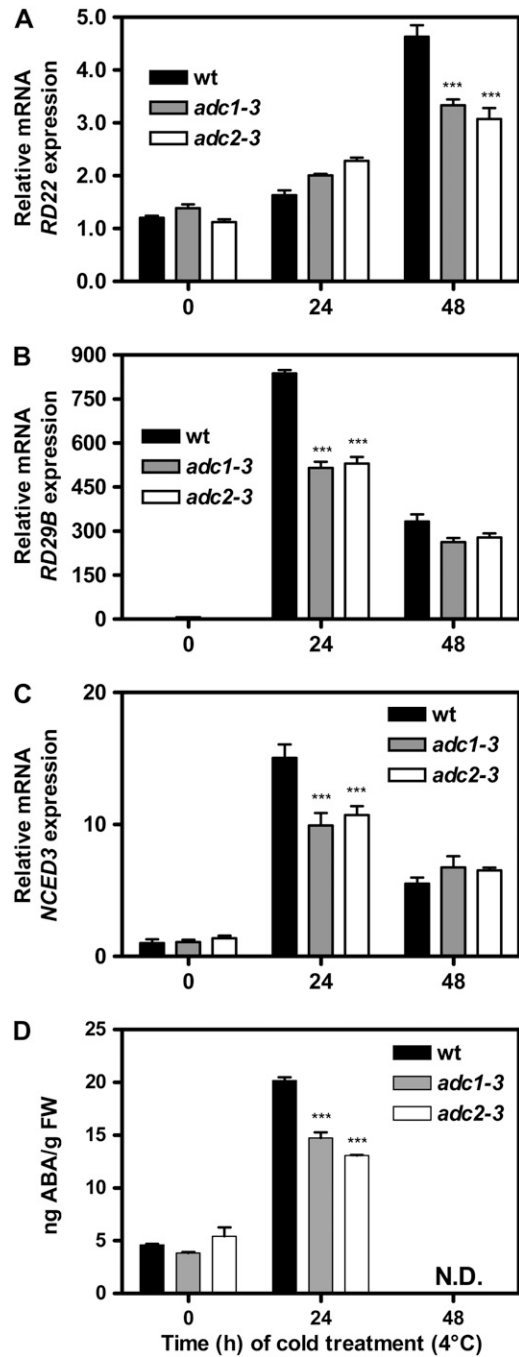 A
Relative mRNA
RD22 expression
5.0
4.0
3.0
2.0
1.0
0.0
wt
adc1-3
adc2-3
***
***
0
24
48
B
Relative mRNA
RD29B expression
900
750
600
450
300
150
0
wt
adc1-3
adc2-3
***
***
0
24
48
C
Relative mRNA
NCED3 expression
20
10
0
wt
adc1-3
adc2-3
***
***
0
24
48
D
ng ABA/g FW
25
20
15
10
5
0
wt
adc1-3
adc2-3
***
***
N.D.
0
24
48
Time (h) of cold treatment (4°C)